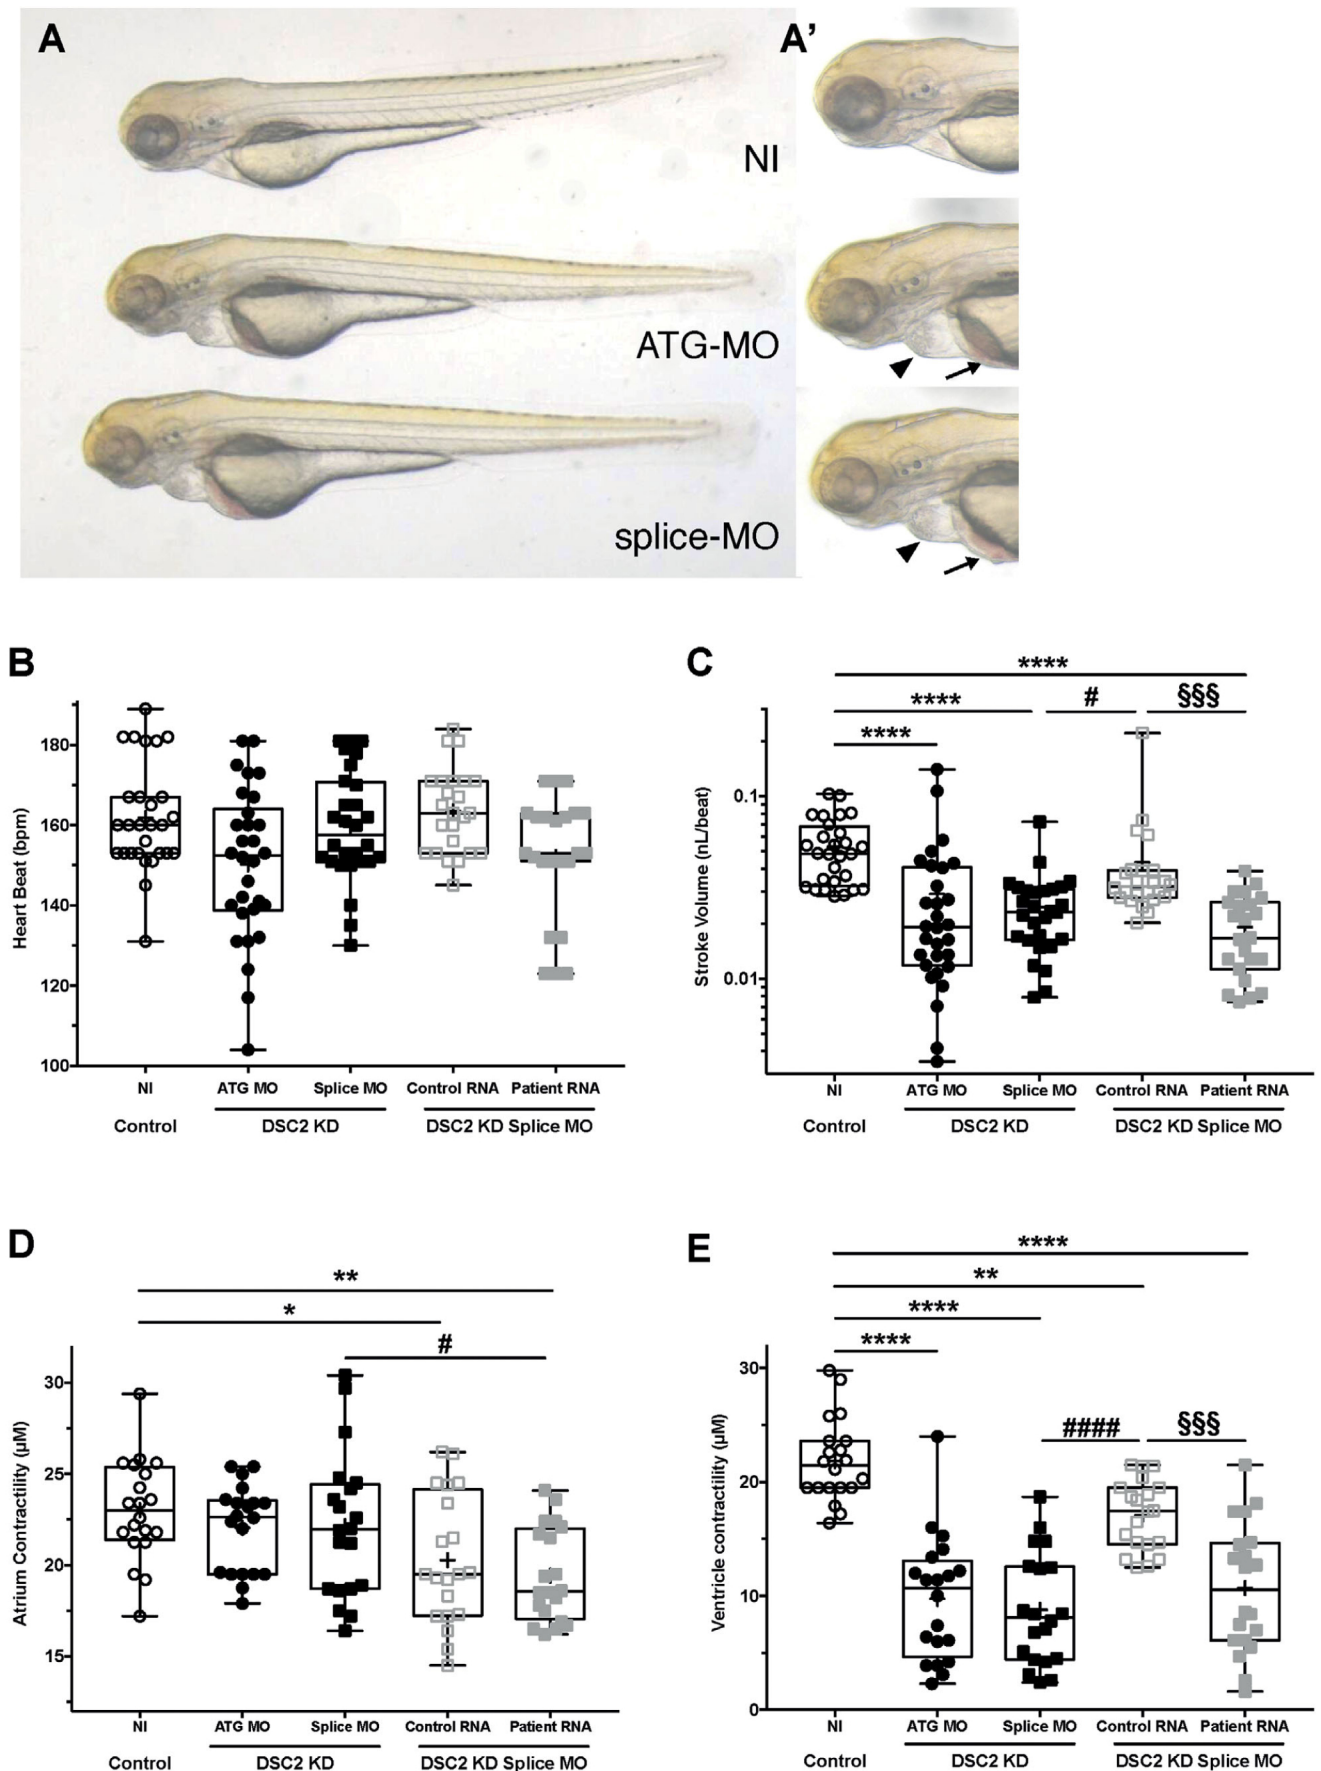 A
A’
NI
ATG-MO
splice-MO
B
180
160
140
120
100
Heart Beat (bpm)
NI ATG MO Splice MO Control RNA Patient RNA
Control DSC2 KD DSC2 KD Splice MO
C
****
**** # §§§
****
0.1
0.01
Stroke Volume (nL/beat)
NI ATG MO Splice MO Control RNA Patient RNA
Control DSC2 KD DSC2 KD Splice MO
D
**
*
#
30
25
20
15
Atrium Contractility (µM)
NI ATG MO Splice MO Control RNA Patient RNA
Control DSC2 KD DSC2 KD Splice MO
E
****
**
****
****
#### §§§
30
20
10
0
Ventricle contractility (µM)
NI ATG MO Splice MO Control RNA Patient RNA
Control DSC2 KD DSC2 KD Splice MO